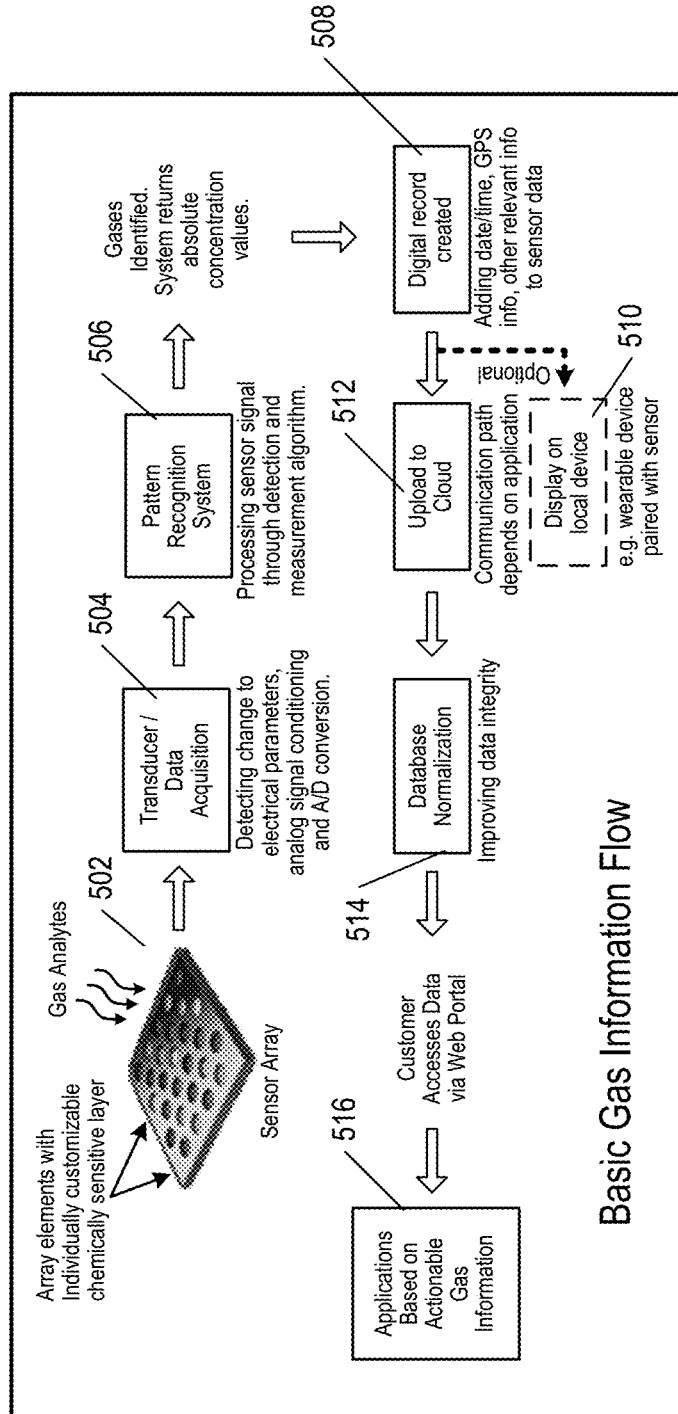 Array elements with
Individually customizable
chemically sensitive layer
Gas Analytes
502
Sensor Array
504
Transducer /
Data
Acquisition
Detecting change to
electrical parameters,
analog signal conditioning
and A/D conversion.
506
Pattern
Recognition
System
Processing sensor signal
through detection and
measurement algorithm.
Gases
Identified.
System returns
absolute
concentration
values.
508
Digital record
created
Adding date/time, GPS
info, other relevant info
to sensor data
Optional
510
Display on
local device
e.g. wearable device
paired with sensor
512
Upload to
Cloud
Communication path
depends on application
514
Database
Normalization
Improving data integrity
Customer
Accesses Data
via Web Portal
516
Applications
Based on
Actionable
Gas
Information
Basic Gas Information Flow